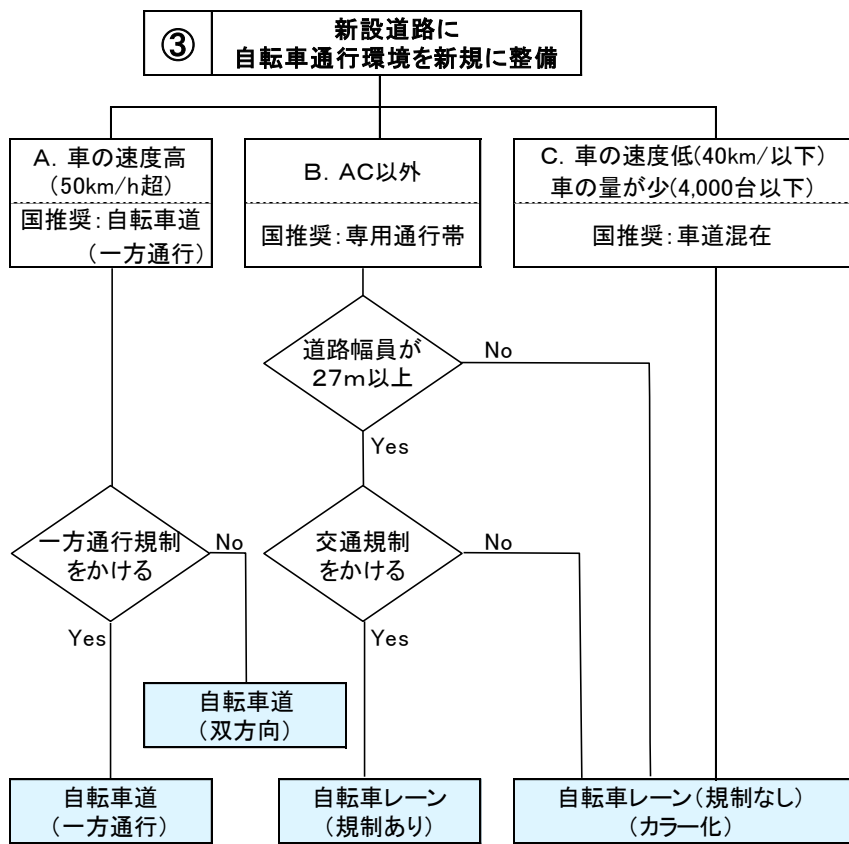 ③
新設道路に
自転車通行環境を新規に整備
A. 車の速度高
(50km/h超)
国推奨:自転車道
(一方通行)
B. AC以外
国推奨:専用通行帯
C. 車の速度低(40km/以下)
車の量が少(4,000台以下)
国推奨:車道混在
道路幅員が
27m以上
No
Yes
一方通行規制
をかける
No
Yes
交通規制
をかける
No
Yes
自転車道
(双方向)
自転車道
(一方通行)
自転車レーン
(規制あり)
自転車レーン(規制なし)
(カラー化)